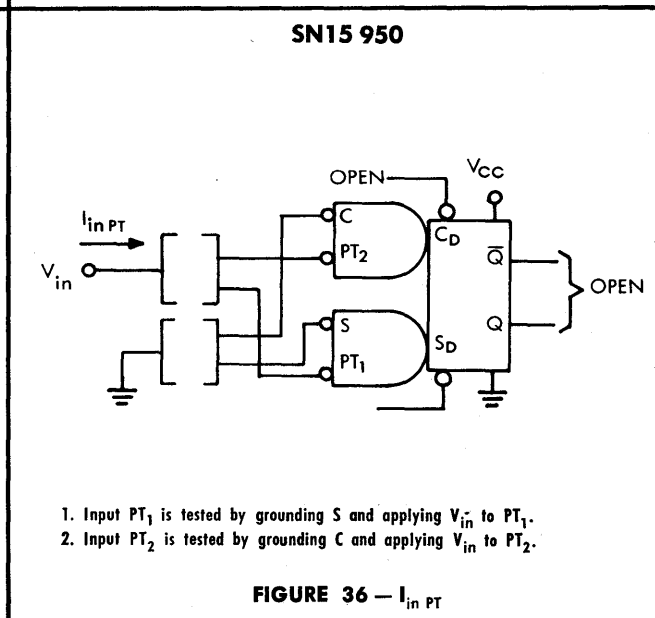 SN15 950
OPEN
VCC
Iin PT
Vin
C
PT2
CD
Q̅
OPEN
S
PT1
SD
Q
1. Input PT1 is tested by grounding S and applying Vin to PT1.
2. Input PT2 is tested by grounding C and applying Vin to PT2.
FIGURE 36 — Iin PT